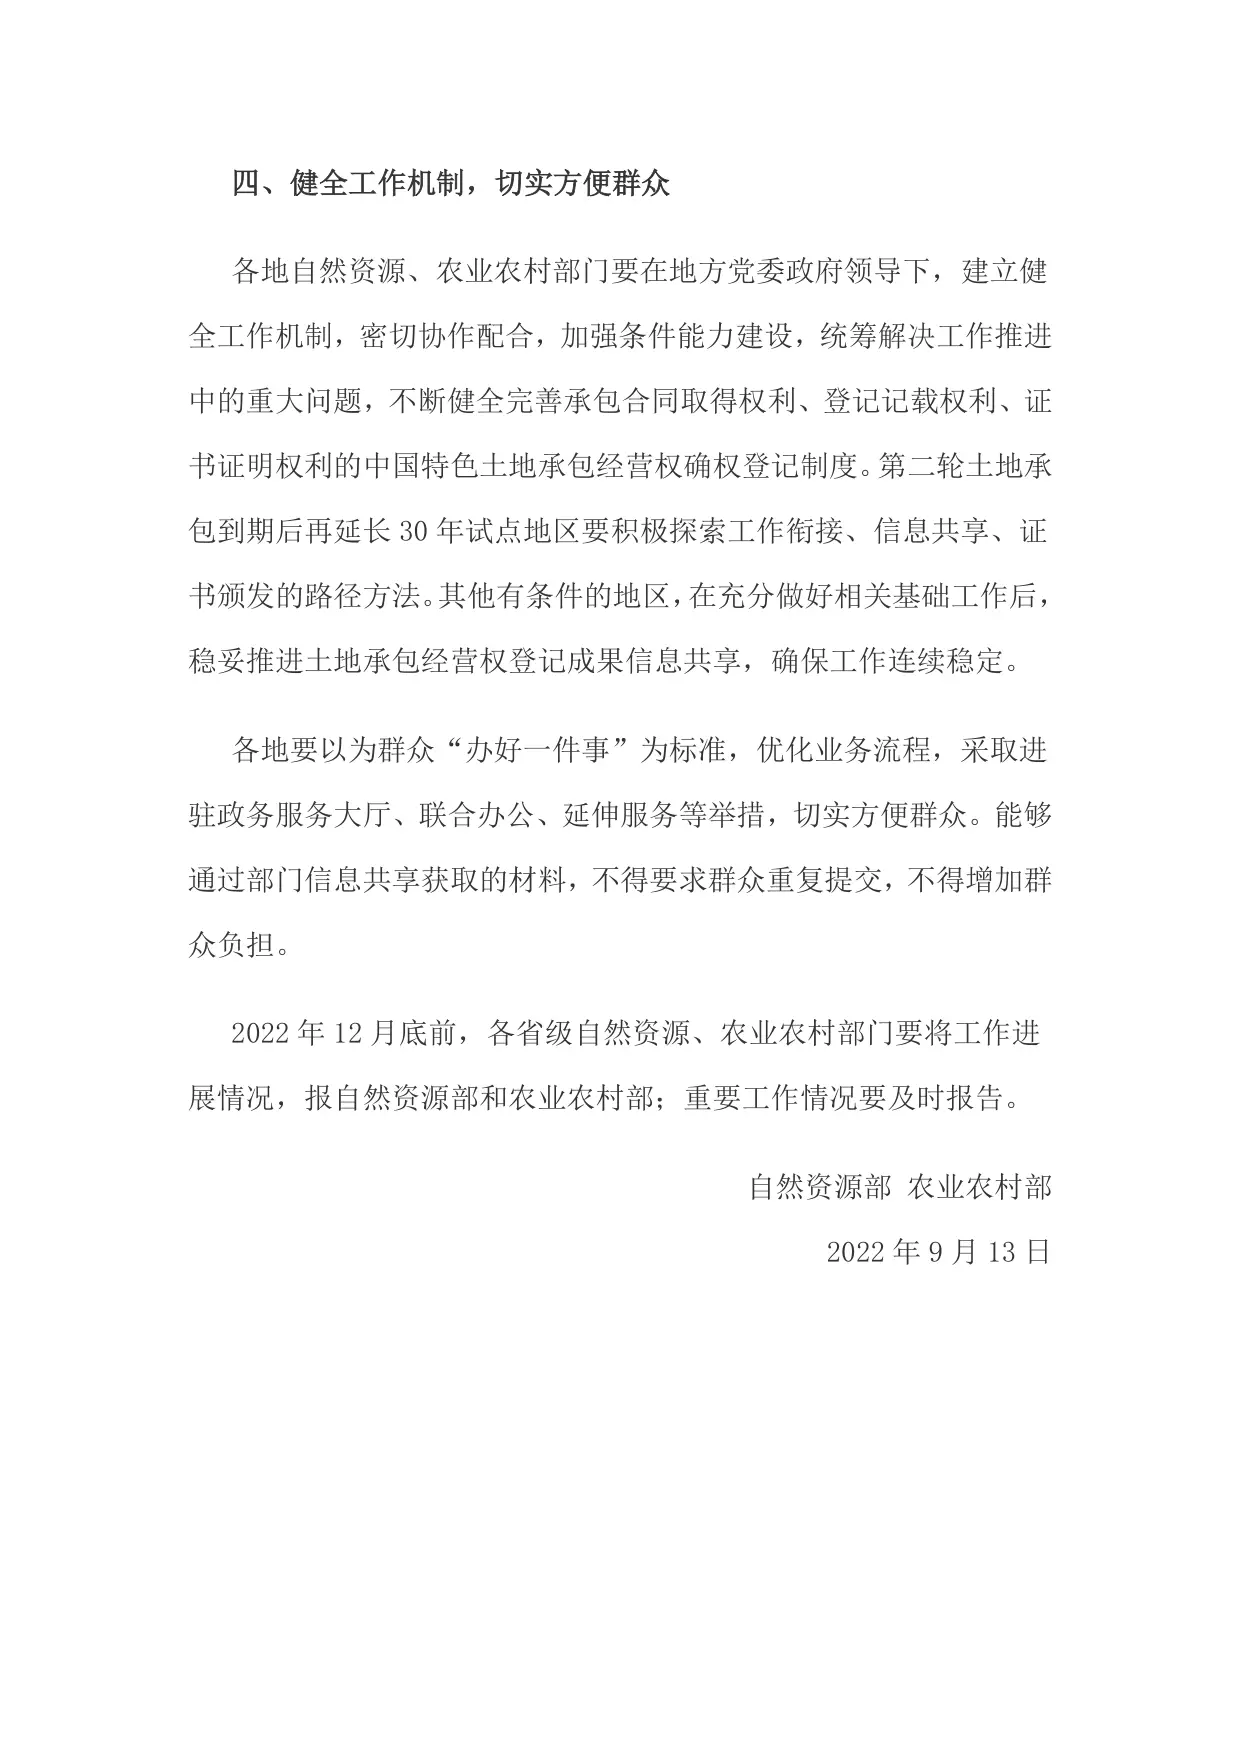 四、健全工作机制，切实方便群众
各地自然资源、农业农村部门要在地方党委政府领导下，建立健
全工作机制，密切协作配合，加强条件能力建设，统筹解决工作推进
中的重大问题，不断健全完善承包合同取得权利、登记记载权利、证
书证明权利的中国特色土地承包经营权确权登记制度。第二轮土地承
包到期后再延长 30 年试点地区要积极探索工作衔接、信息共享、证
书颁发的路径方法。其他有条件的地区，在充分做好相关基础工作后，
稳妥推进土地承包经营权登记成果信息共享，确保工作连续稳定。
各地要以为群众“办好一件事”为标准，优化业务流程，采取进
驻政务服务大厅、联合办公、延伸服务等举措，切实方便群众。能够
通过部门信息共享获取的材料，不得要求群众重复提交，不得增加群
众负担。
2022 年 12 月底前，各省级自然资源、农业农村部门要将工作进
展情况，报自然资源部和农业农村部；重要工作情况要及时报告。
自然资源部 农业农村部
2022 年 9 月 13 日